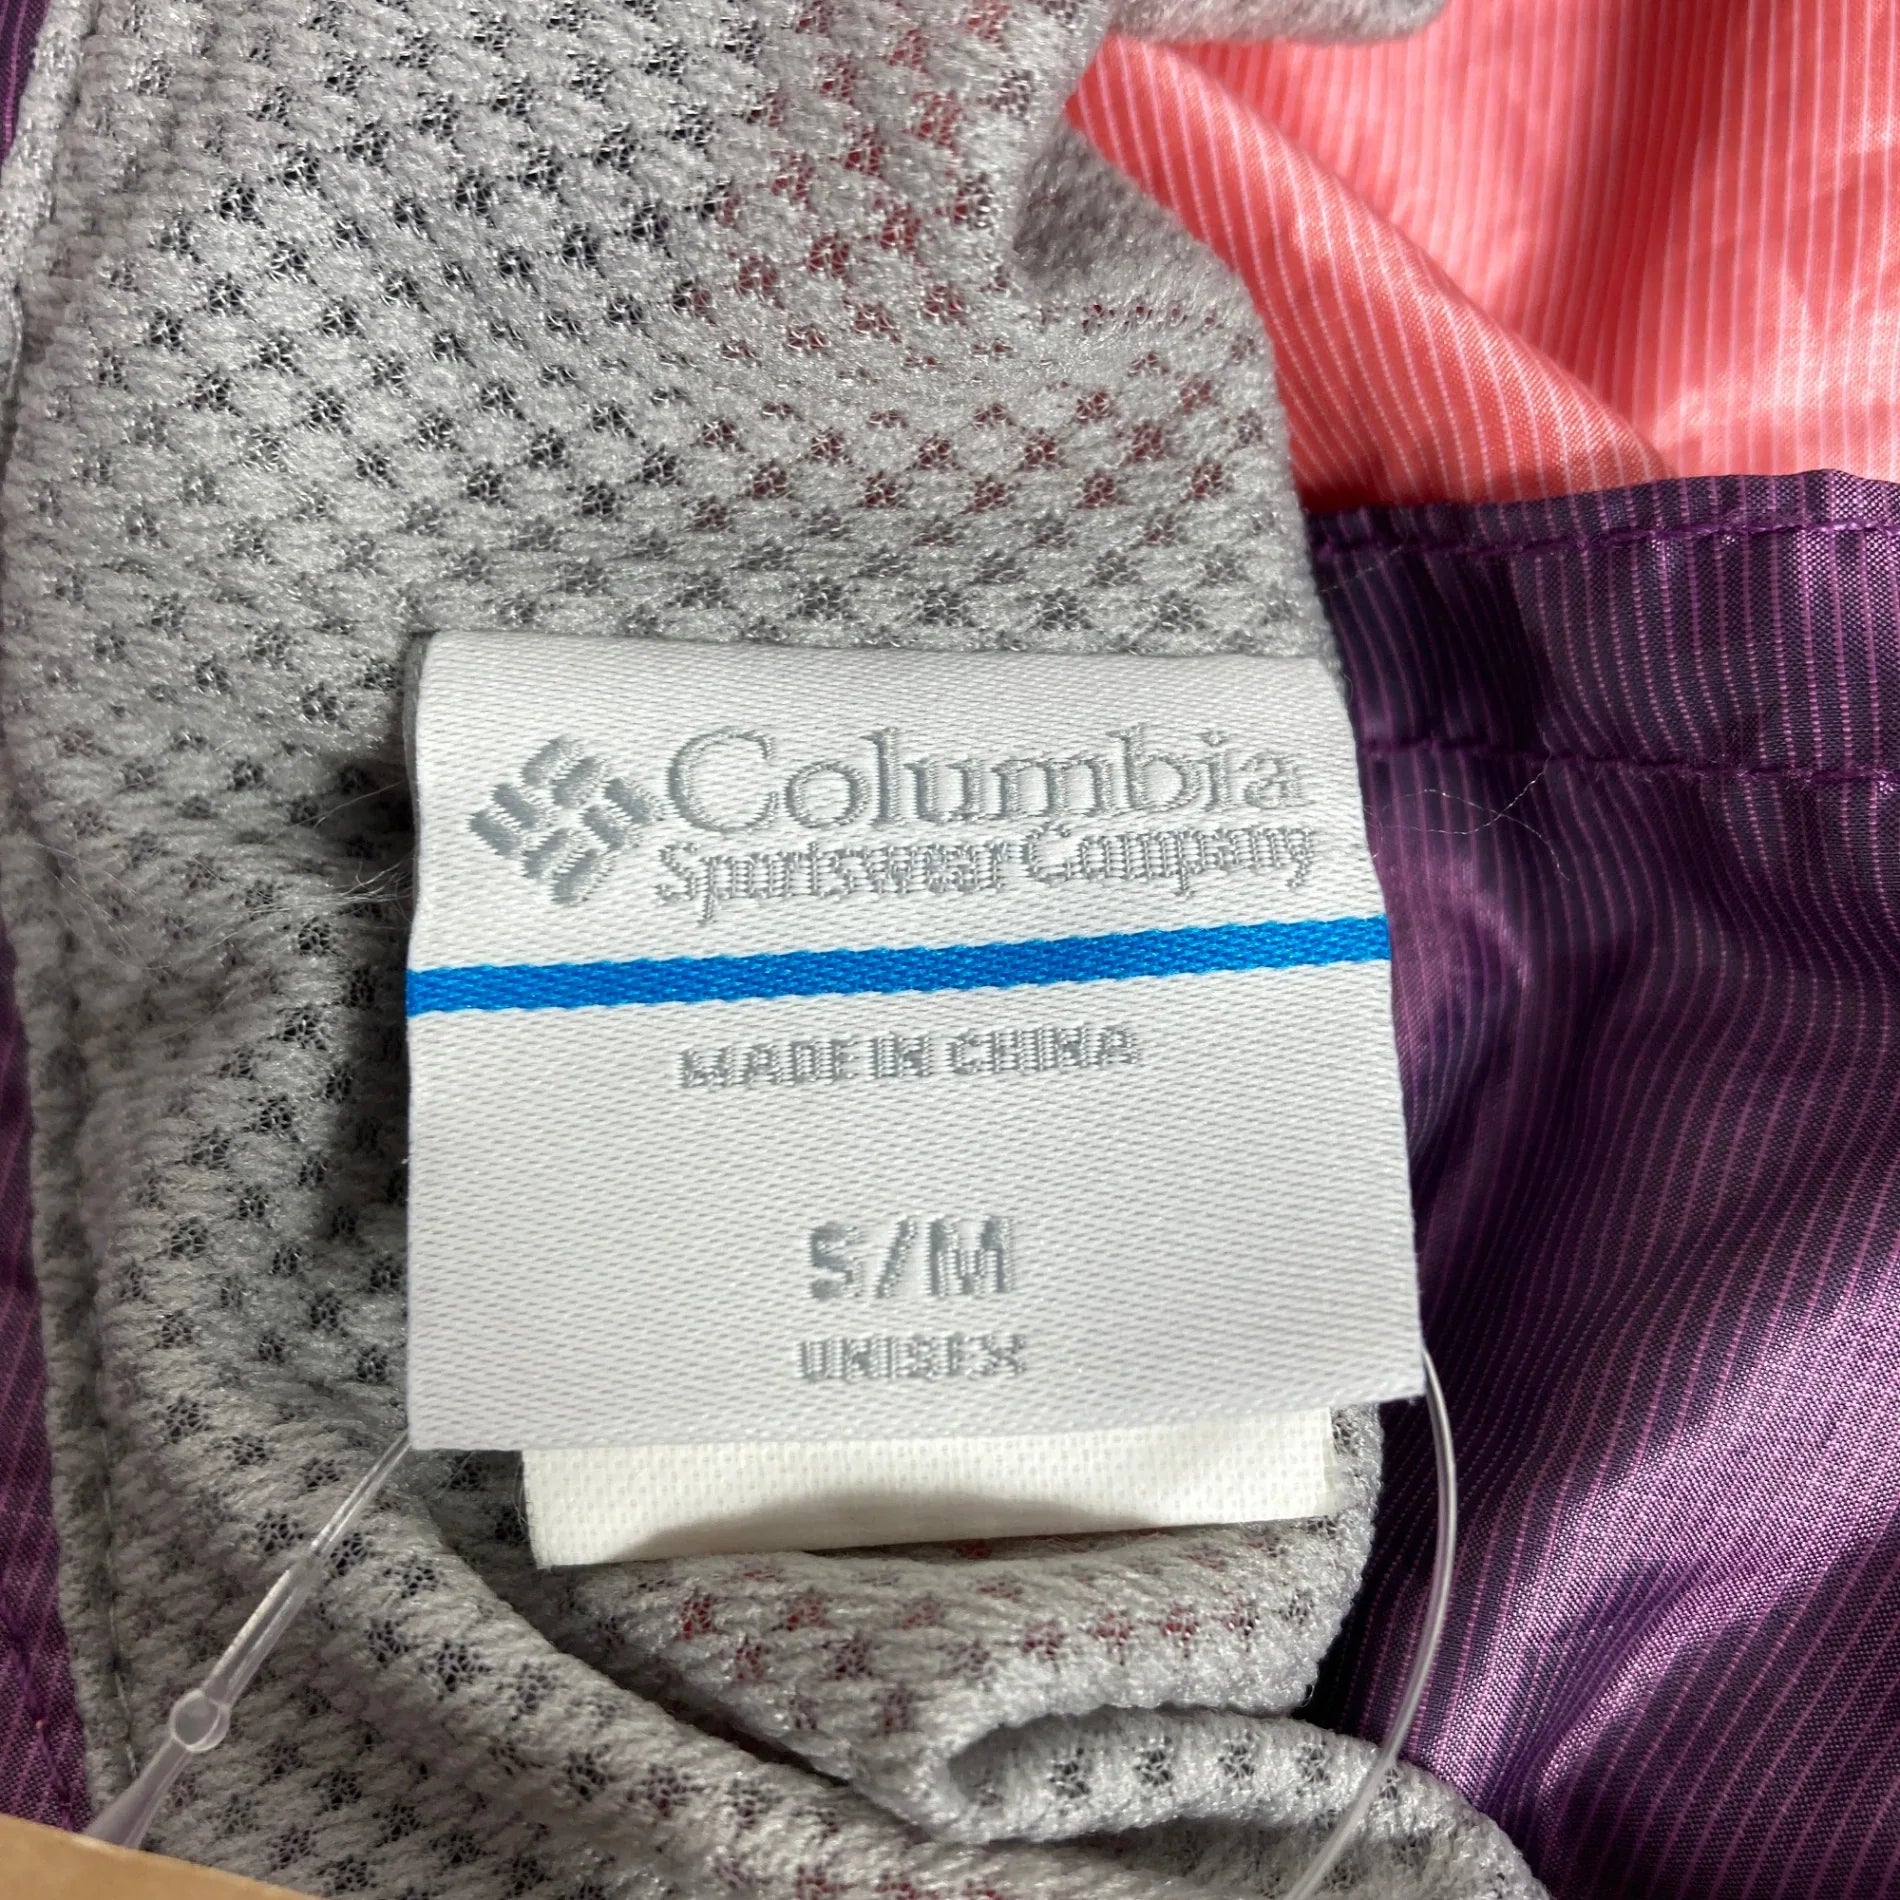 Columbia
Sportswear Company
MADE IN CHINA
S/M
UNISEX